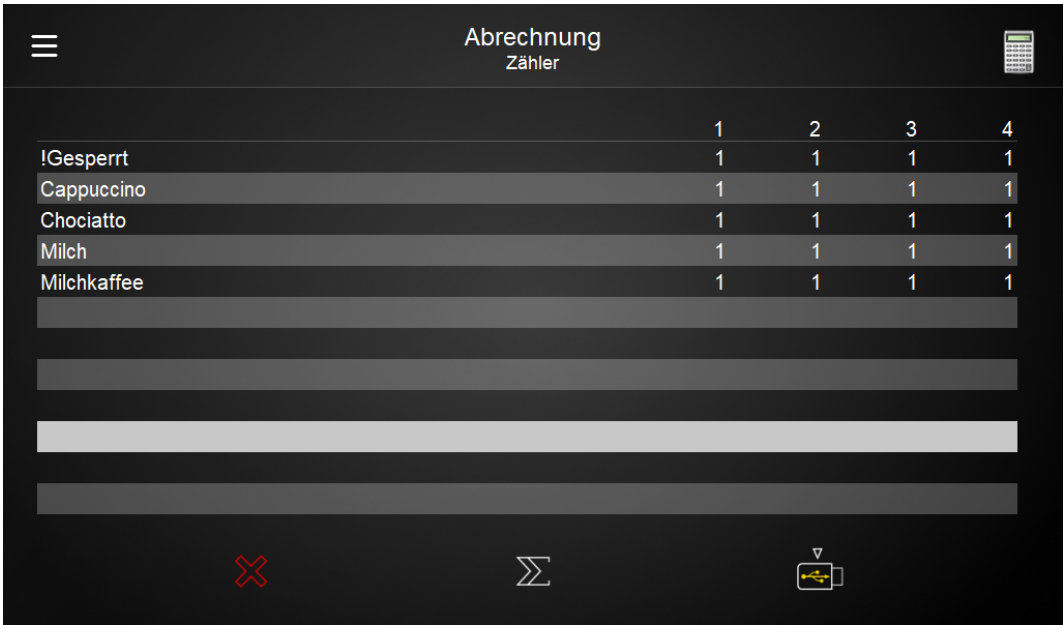 Abrechnung
Zähler
1 2 3 4
!Gesperrt 1 1 1 1
Cappuccino 1 1 1 1
Chociatto 1 1 1 1
Milch 1 1 1 1
Milchkaffee 1 1 1 1